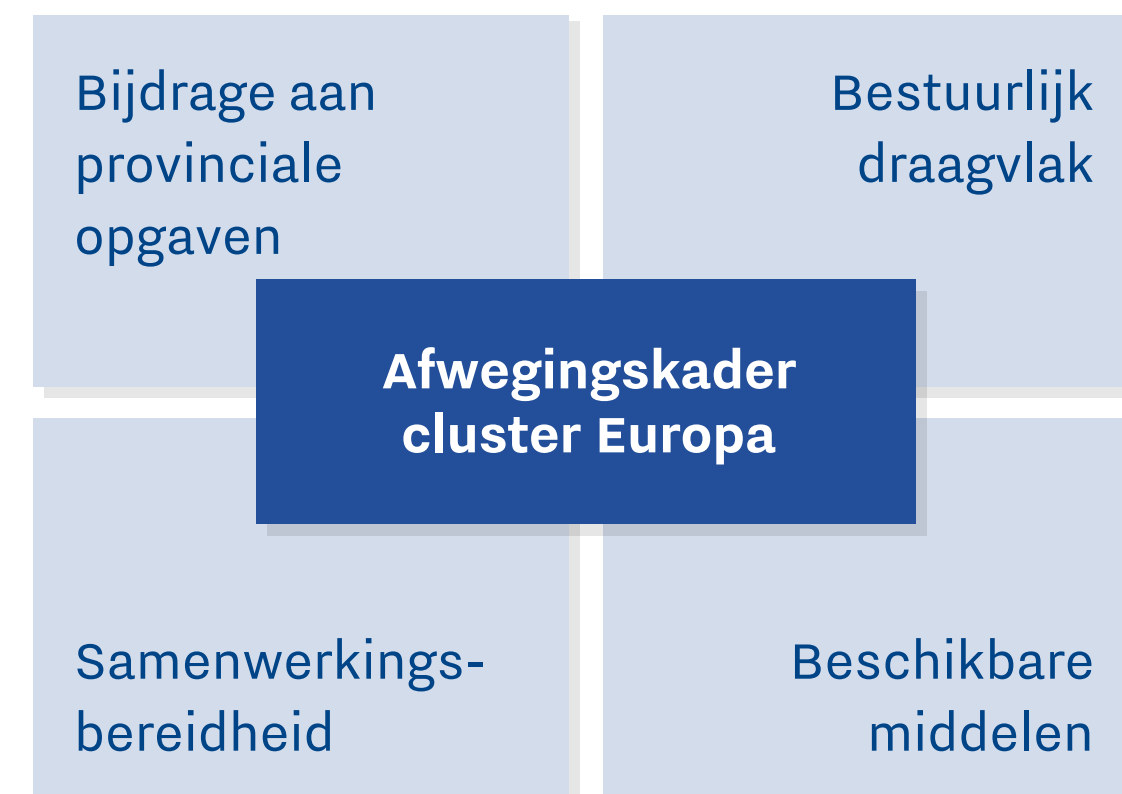 Bijdrage aan
provinciale
opgaven
Bestuurlijk
draagvlak
Afwegingskader
cluster Europa
Samenwerkings-
bereidheid
Beschikbare
middelen